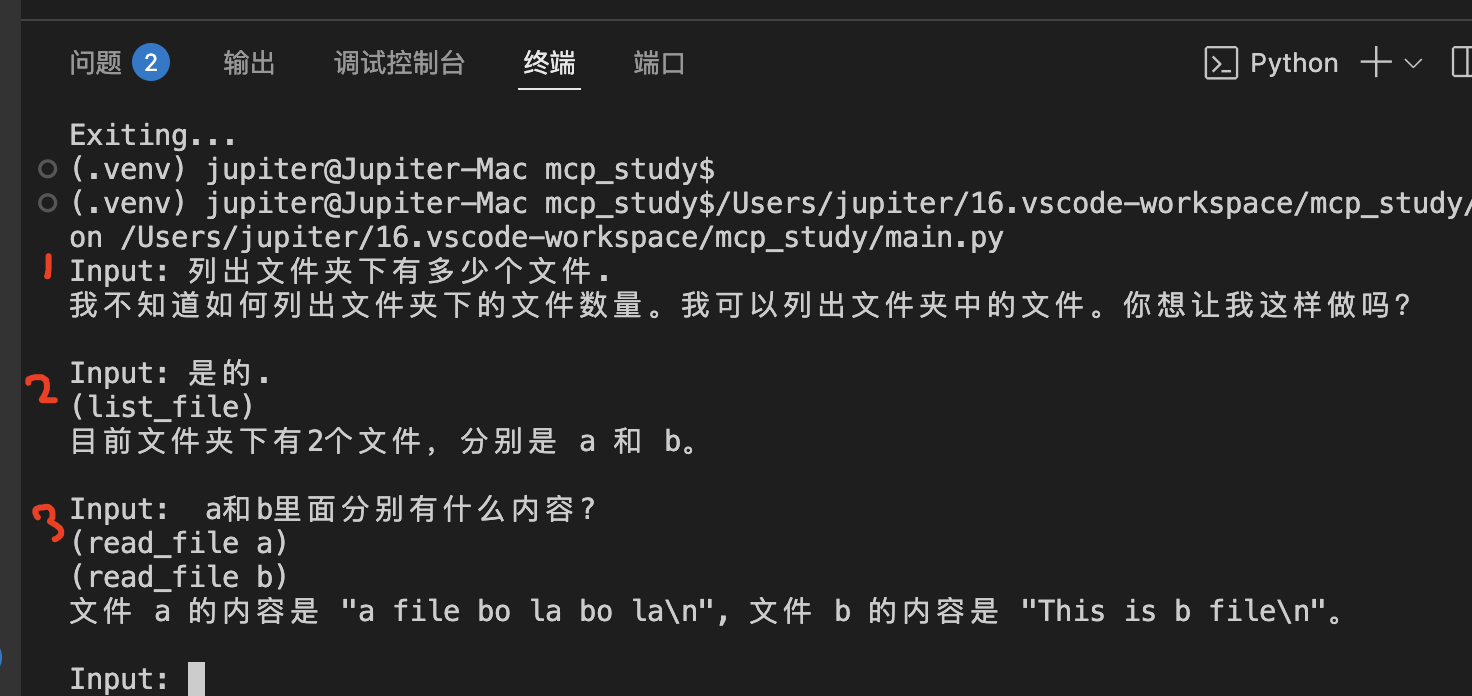 问题 2 输出 调试控制台 终端 端口 Python
Exiting...
(.venv) jupiter@Jupiter-Mac mcp_study$
(.venv) jupiter@Jupiter-Mac mcp_study$/Users/jupiter/16.vscode-workspace/mcp_study/
on /Users/jupiter/16.vscode-workspace/mcp_study/main.py
1 Input: 列出文件夹下有多少个文件.
我不知道如何列出文件夹下的文件数量。我可以列出文件夹中的文件。你想让我这样做吗?
2 Input: 是的.
(list_file)
目前文件夹下有2个文件, 分别是 a 和 b。
3 Input:  a和b里面分别有什么内容?
(read_file a)
(read_file b)
文件 a 的内容是 "a file bo la bo la\n", 文件 b 的内容是 "This is b file\n"。
Input: